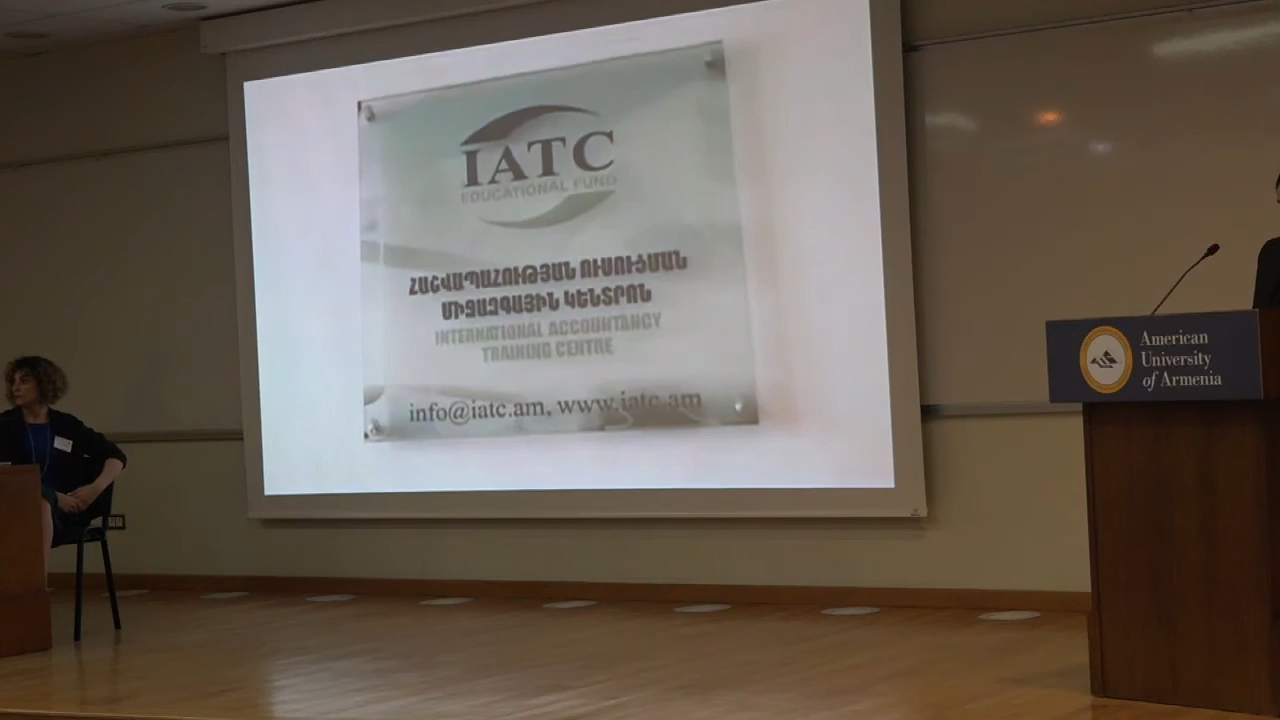 IATC
EDUCATIONAL FUND
ՀԱՇՎԱՊԱՀՈՒԹՅԱՆ ՈՒՍՈՒՑՄԱՆ
ՄԻՋԱԶԳԱՅԻՆ ԿԵՆՏՐՈՆ
INTERNATIONAL ACCOUNTANCY
TRAINING CENTRE
info@iatc.am, www.iatc.am
American
University
of Armenia